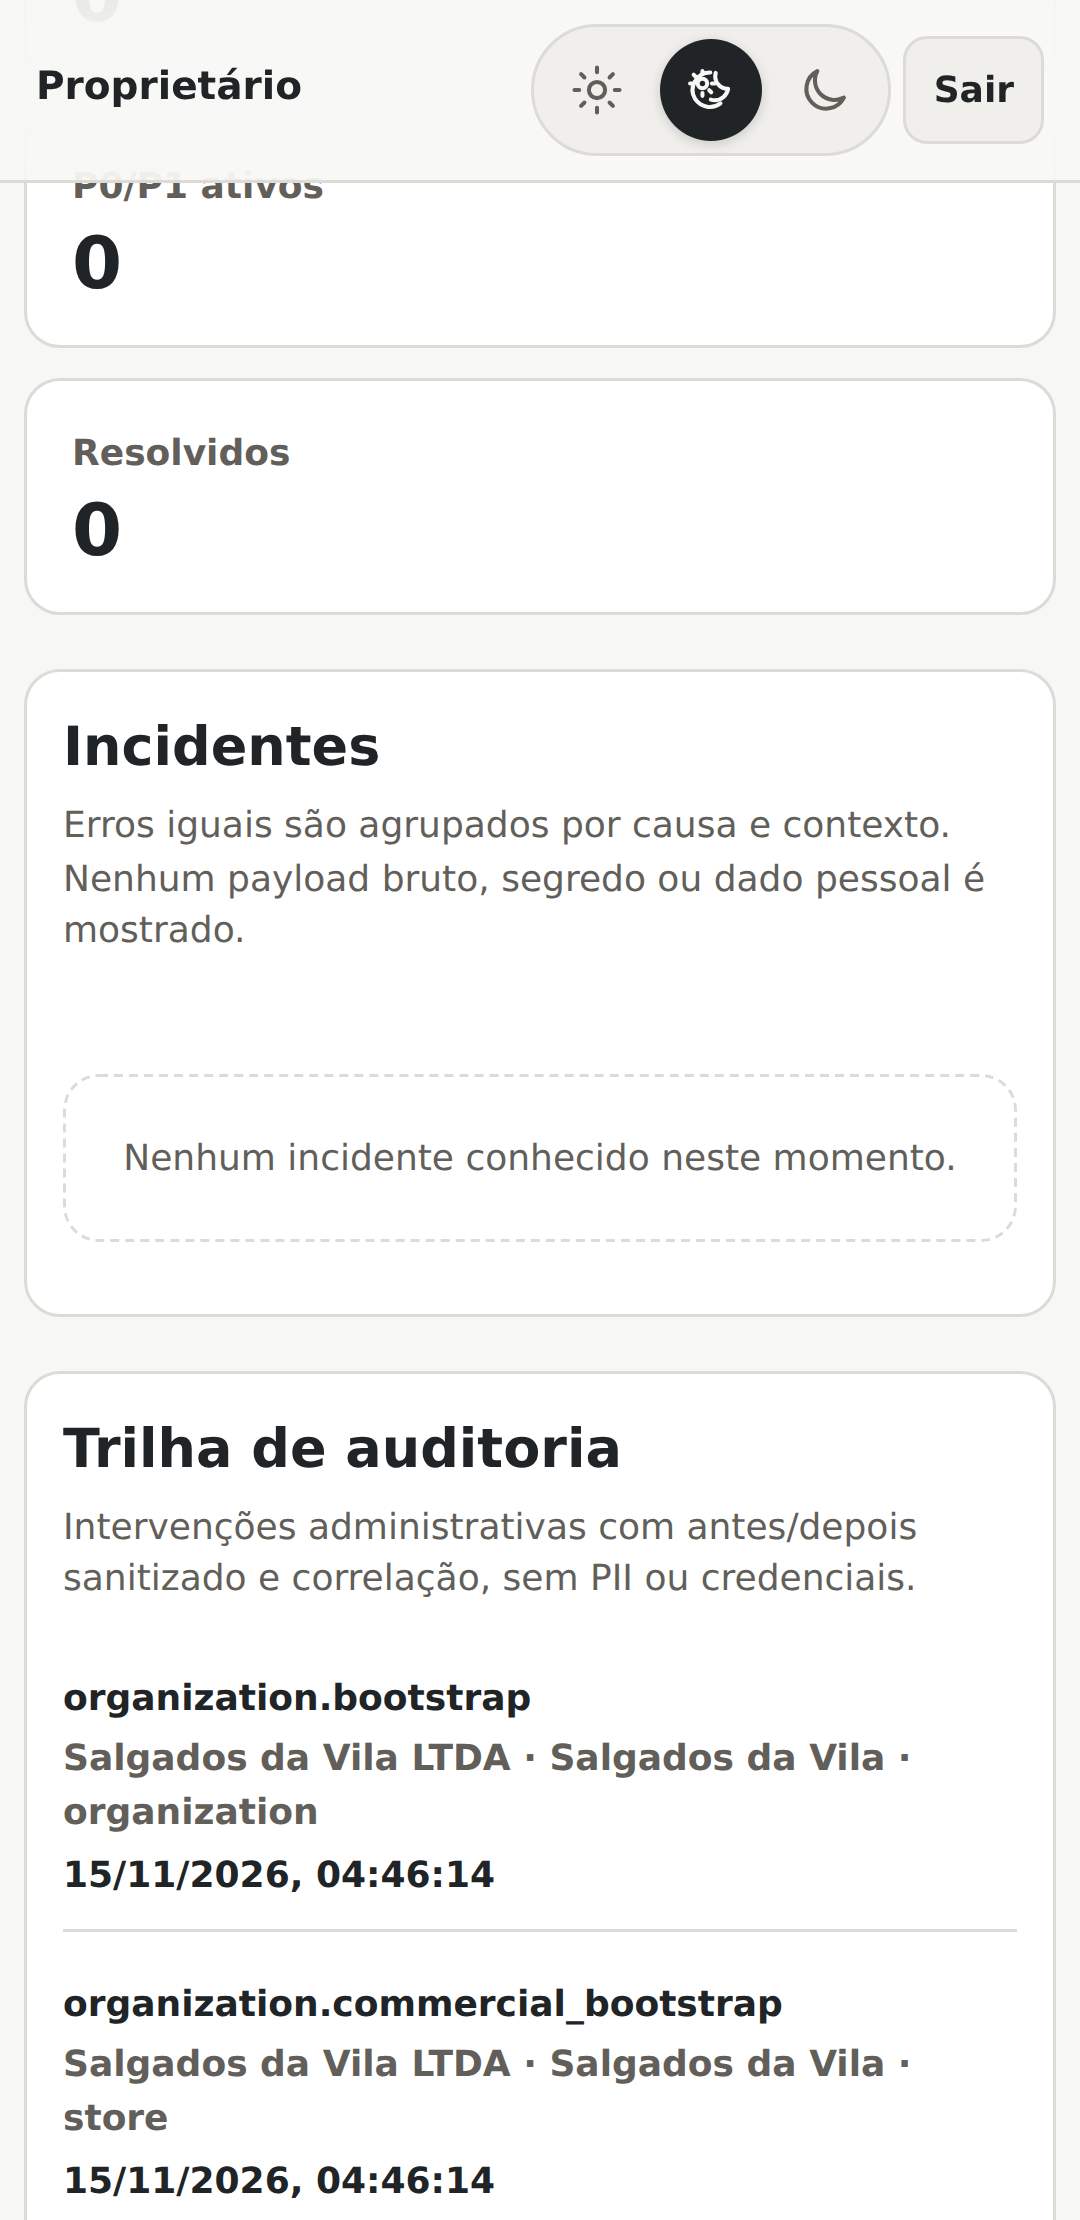 0
Proprietário
Sair
P0/P1 ativos
0
Resolvidos
0
Incidentes
Erros iguais são agrupados por causa e contexto.
Nenhum payload bruto, segredo ou dado pessoal é
mostrado.
Nenhum incidente conhecido neste momento.
Trilha de auditoria
Intervenções administrativas com antes/depois
sanitizado e correlação, sem PII ou credenciais.
organization.bootstrap
Salgados da Vila LTDA · Salgados da Vila ·
organization
15/11/2026, 04:46:14
organization.commercial_bootstrap
Salgados da Vila LTDA · Salgados da Vila ·
store
15/11/2026, 04:46:14